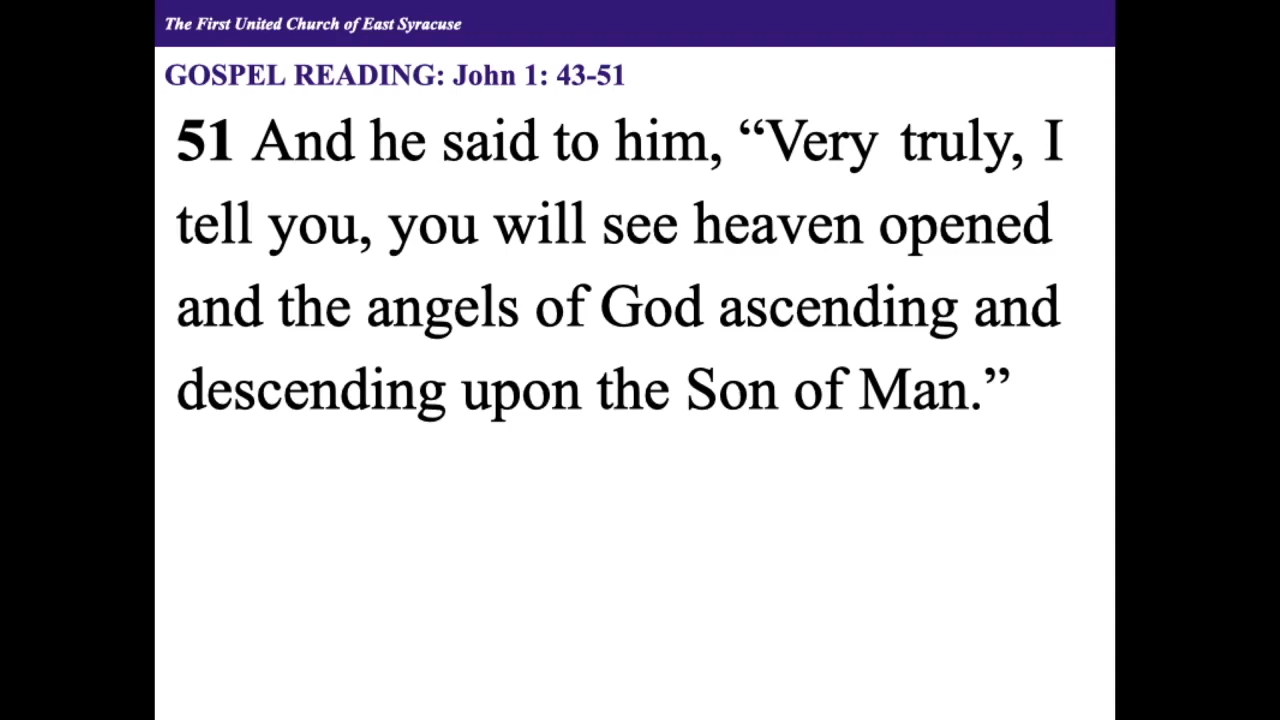 The First United Church of East Syracuse
GOSPEL READING: John 1: 43-51
51 And he said to him, “Very truly, I
tell you, you will see heaven opened
and the angels of God ascending and
descending upon the Son of Man.”